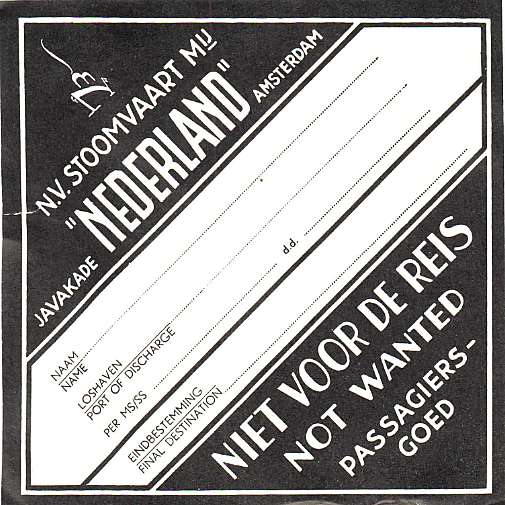 N.V. STOOMVAART MIJ
"NEDERLAND"
JAVAKADE AMSTERDAM
NAAM
NAME
LOSHAVEN
PORT OF DISCHARGE
PER MS/SS d.d.
EINDBESTEMMING
FINAL DESTINATION
NIET VOOR DE REIS
NOT WANTED
PASSAGIERS-
GOED